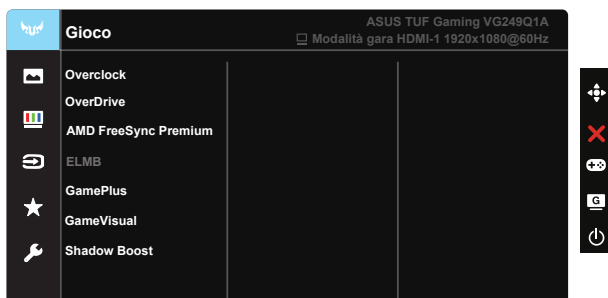 Gioco
ASUS TUF Gaming VG249Q1A
Modalità gara HDMI-1 1920x1080@60Hz
Overclock
OverDrive
AMD FreeSync Premium
ELMB
GamePlus
GameVisual
Shadow Boost
G